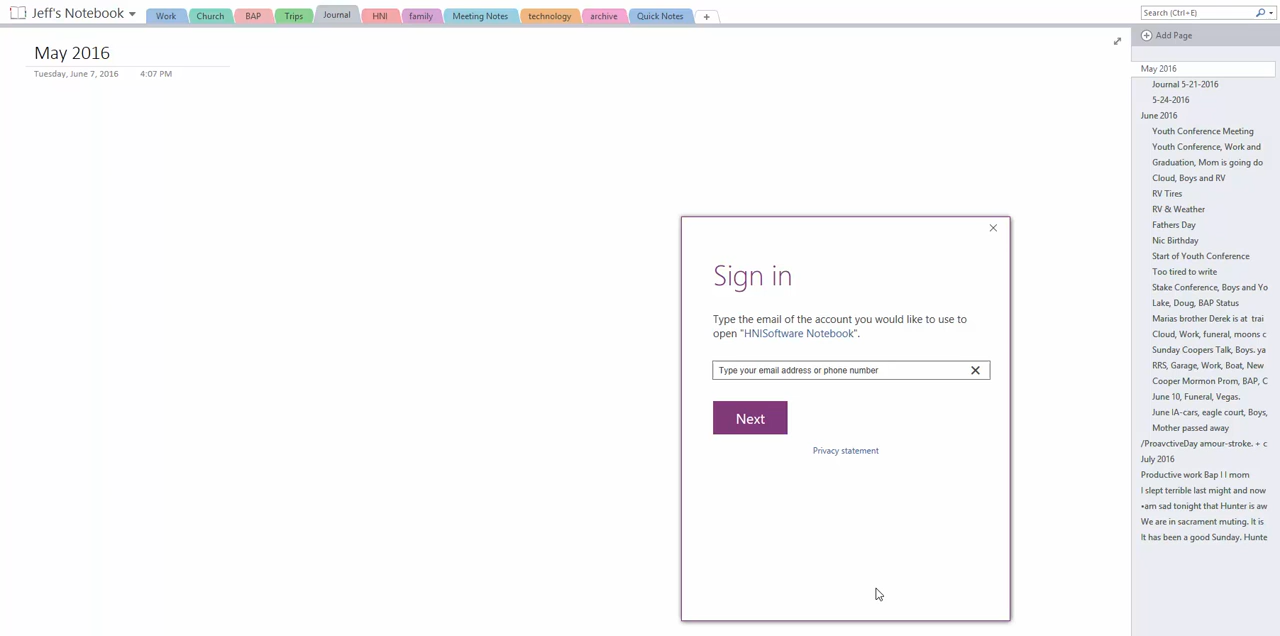 Jeff's Notebook
Work
Church
BAP
Trips
Journal
HNI
family
Meeting Notes
technology
archive
Quick Notes
+
Search (Ctrl+E)
May 2016
Tuesday, June 7, 2016 4:07 PM
Sign in
Type the email of the account you would like to use to
open "HNISoftware Notebook".
Type your email address or phone number
Next
Privacy statement
Add Page
May 2016
Journal 5-21-2016
5-24-2016
June 2016
Youth Conference Meeting
Youth Conference, Work and
Graduation, Mom is going do
Cloud, Boys and RV
RV Tires
RV & Weather
Fathers Day
Nic Birthday
Start of Youth Conference
Too tired to write
Stake Conference, Boys and Yo
Lake, Doug, BAP Status
Marias brother Derek is at trai
Cloud, Work, funeral, moons c
Sunday Coopers Talk, Boys. ya
RRS, Garage, Work, Boat, New
Cooper Mormon Prom, BAP, C
June 10, Funeral, Vegas.
June IA-cars, eagle court, Boys,
Mother passed away
/ProavctiveDay amour-stroke. + c
July 2016
Productive work Bap I I mom
I slept terrible last might and now
•am sad tonight that Hunter is aw
We are in sacrament muting. It is
It has been a good Sunday. Hunte